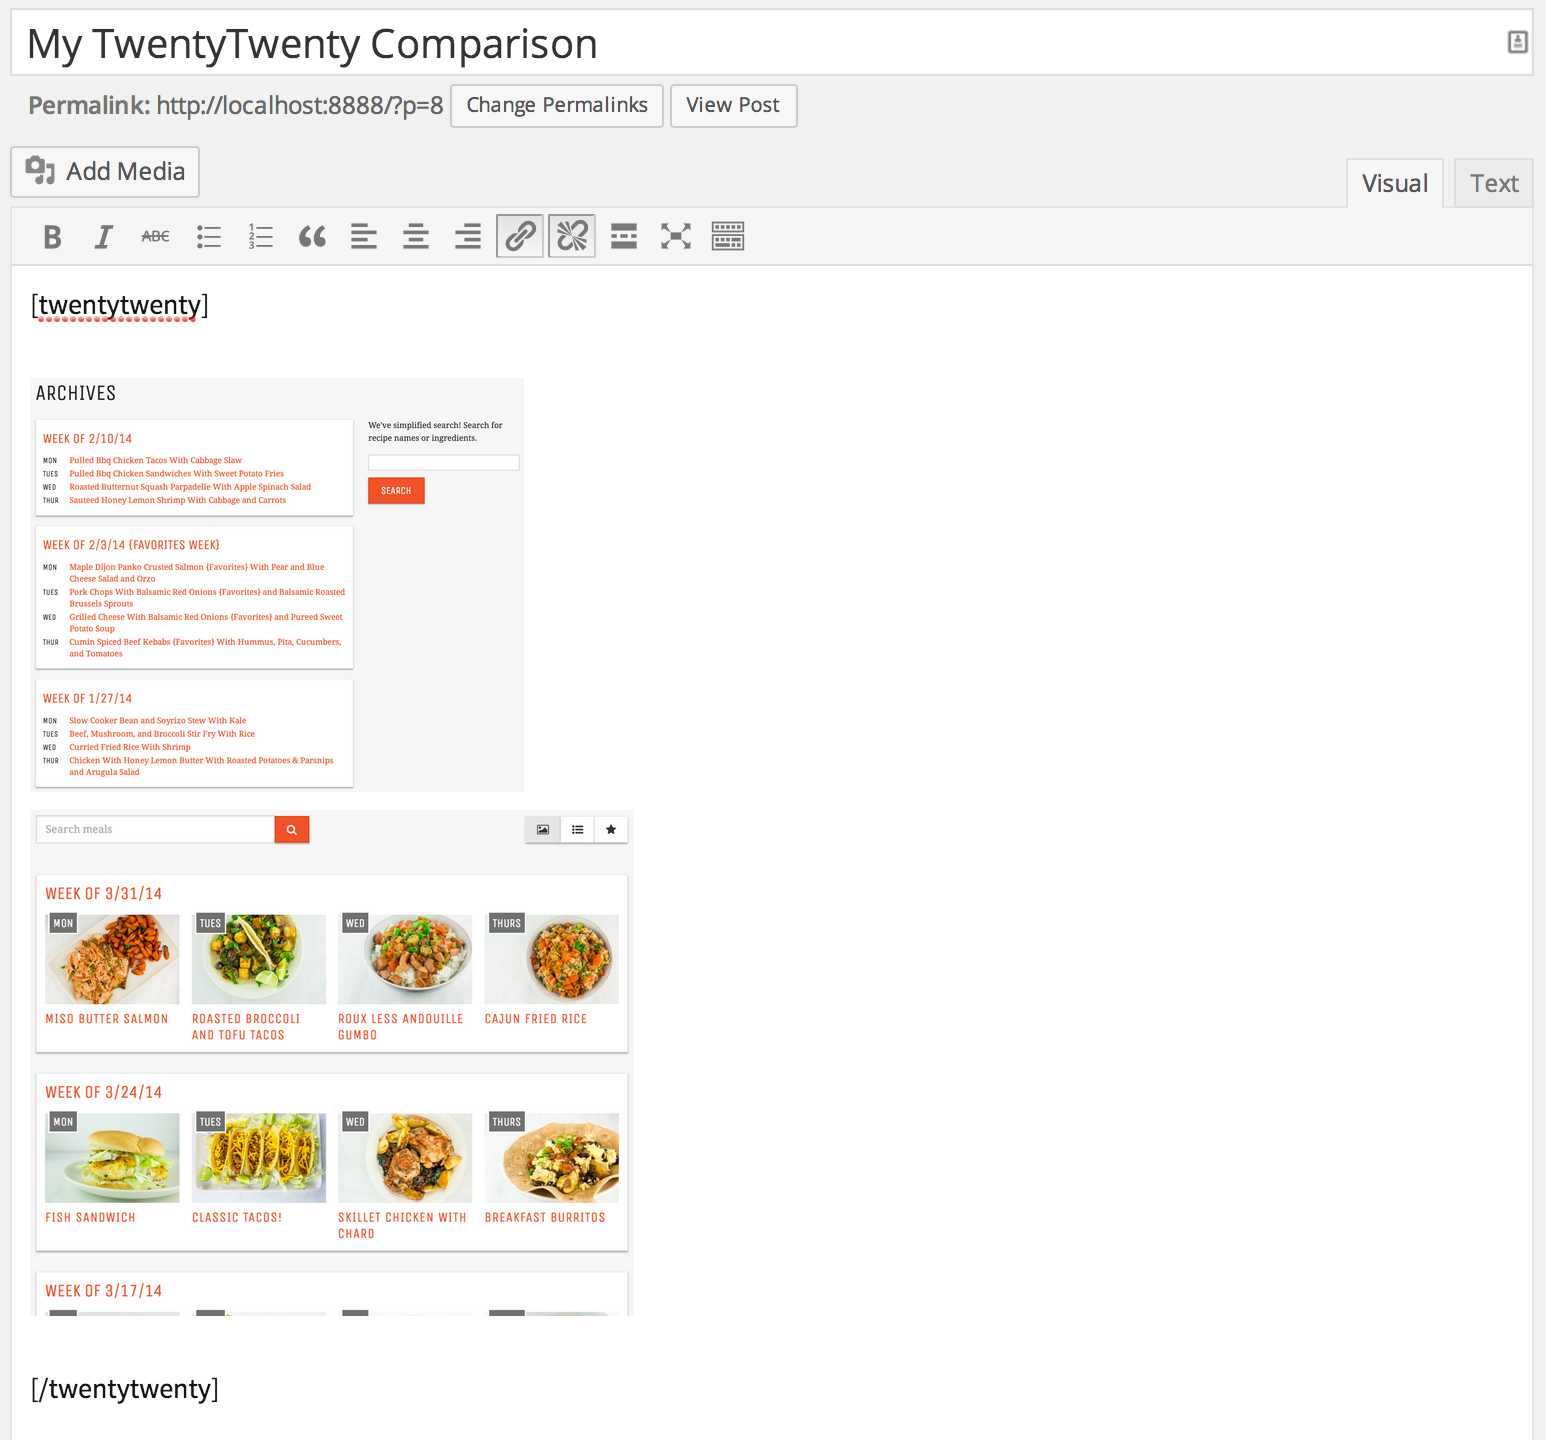 My TwentyTwenty Comparison
Permalink: http://localhost:8888/?p=8 Change Permalinks View Post
Add Media
Visual Text
B I ABC
[twentytwenty]
ARCHIVES
We've simplified search! Search for
recipe names or ingredients.
SEARCH
WEEK OF 2/10/14
MON Pulled Bbq Chicken Tacos With Cabbage Slaw
TUES Pulled Bbq Chicken Sandwiches With Sweet Potato Fries
WED Roasted Butternut Squash Parpadelle With Apple Spinach Salad
THUR Sauteed Honey Lemon Shrimp With Cabbage and Carrots
WEEK OF 2/3/14 {FAVORITES WEEK}
MON Maple Dijon Panko Crusted Salmon {Favorites} With Pear and Blue
Cheese Salad and Orzo
TUES Pork Chops With Balsamic Red Onions {Favorites} and Balsamic Roasted
Brussels Sprouts
WED Grilled Cheese With Balsamic Red Onions {Favorites} and Pureed Sweet
Potato Soup
THUR Cumin Spiced Beef Kebabs {Favorites} With Hummus, Pita, Cucumbers,
and Tomatoes
WEEK OF 1/27/14
MON Slow Cooker Bean and Soyrizo Stew With Kale
TUES Beef, Mushroom, and Broccoli Stir Fry With Rice
WED Curried Fried Rice With Shrimp
THUR Chicken With Honey Lemon Butter With Roasted Potatoes & Parsnips
and Arugula Salad
Search meals
WEEK OF 3/31/14
MON TUES WED THURS
MISO BUTTER SALMON
ROASTED BROCCOLI
AND TOFU TACOS
ROUX LESS ANDOUILLE
GUMBO
CAJUN FRIED RICE
WEEK OF 3/24/14
MON TUES WED THURS
FISH SANDWICH
CLASSIC TACOS!
SKILLET CHICKEN WITH
CHARD
BREAKFAST BURRITOS
WEEK OF 3/17/14
[/twentytwenty]